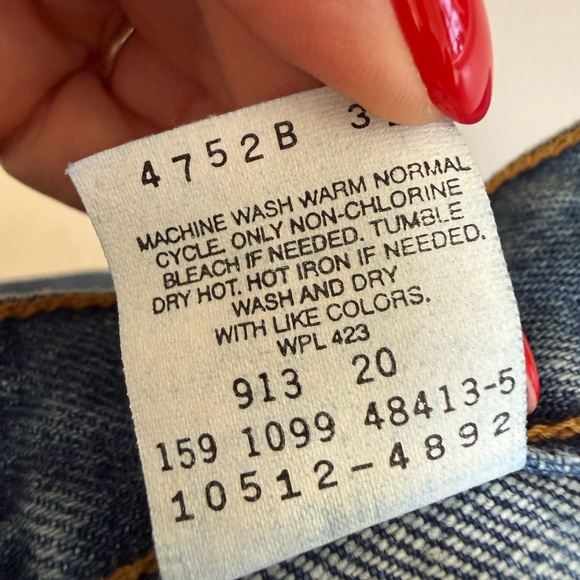 4752B 3
MACHINE WASH WARM NORMAL
CYCLE. ONLY NON-CHLORINE
BLEACH IF NEEDED. TUMBLE
DRY HOT. HOT IRON IF NEEDED.
WASH AND DRY
WITH LIKE COLORS.
WPL 423
913 20
159 1099 48413-5
10512-4892